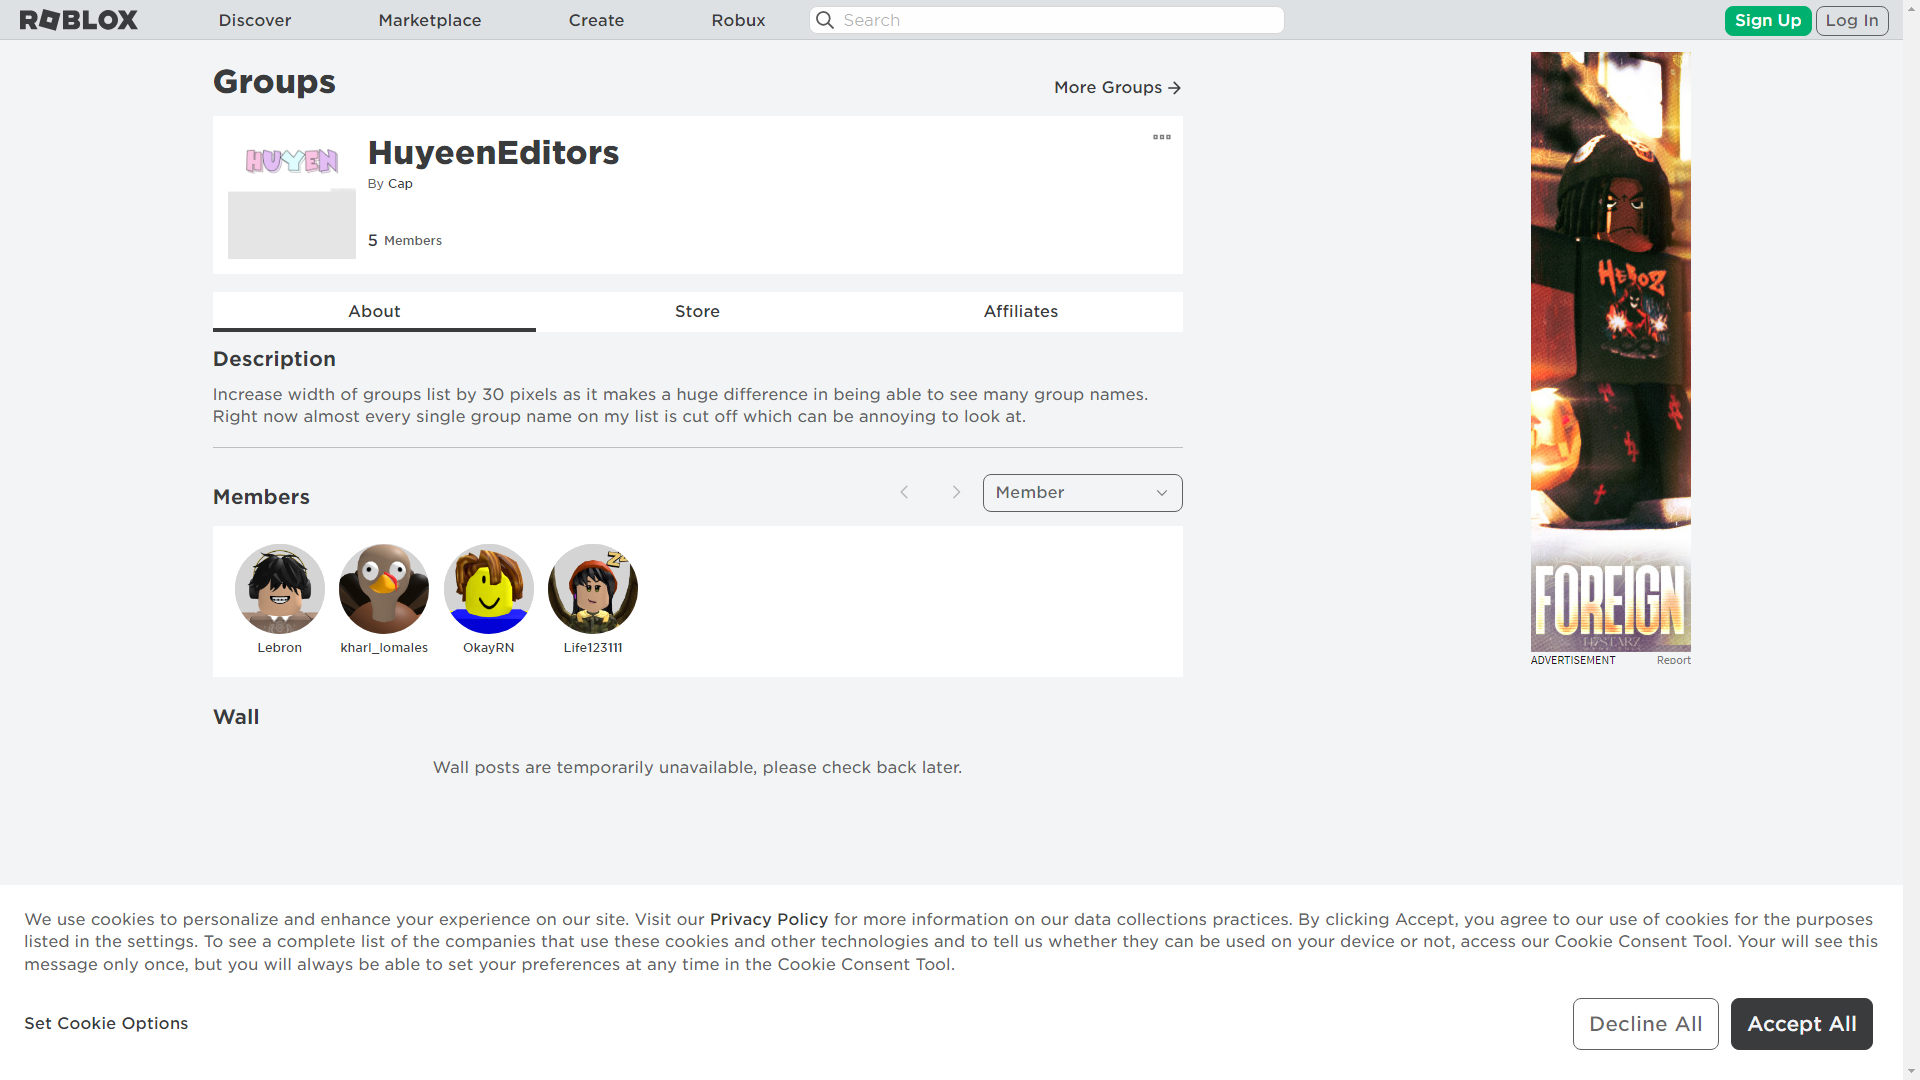 ROBLOX
Discover
Marketplace
Create
Robux
Search
Sign Up
Log In
Groups
More Groups
HUYEN
HuyeenEditors
By Cap
5 Members
About
Store
Affiliates
Description
Increase width of groups list by 30 pixels as it makes a huge difference in being able to see many group names.
Right now almost every single group name on my list is cut off which can be annoying to look at.
Members
Member
Lebron
kharl_lomales
OkayRN
Life123111
Wall
Wall posts are temporarily unavailable, please check back later.
HEROZ
FOREIGN
ADVERTISEMENT
Report
We use cookies to personalize and enhance your experience on our site. Visit our Privacy Policy for more information on our data collections practices. By clicking Accept, you agree to our use of cookies for the purposes
listed in the settings. To see a complete list of the companies that use these cookies and other technologies and to tell us whether they can be used on your device or not, access our Cookie Consent Tool. Your will see this
message only once, but you will always be able to set your preferences at any time in the Cookie Consent Tool.
Set Cookie Options
Decline All
Accept All